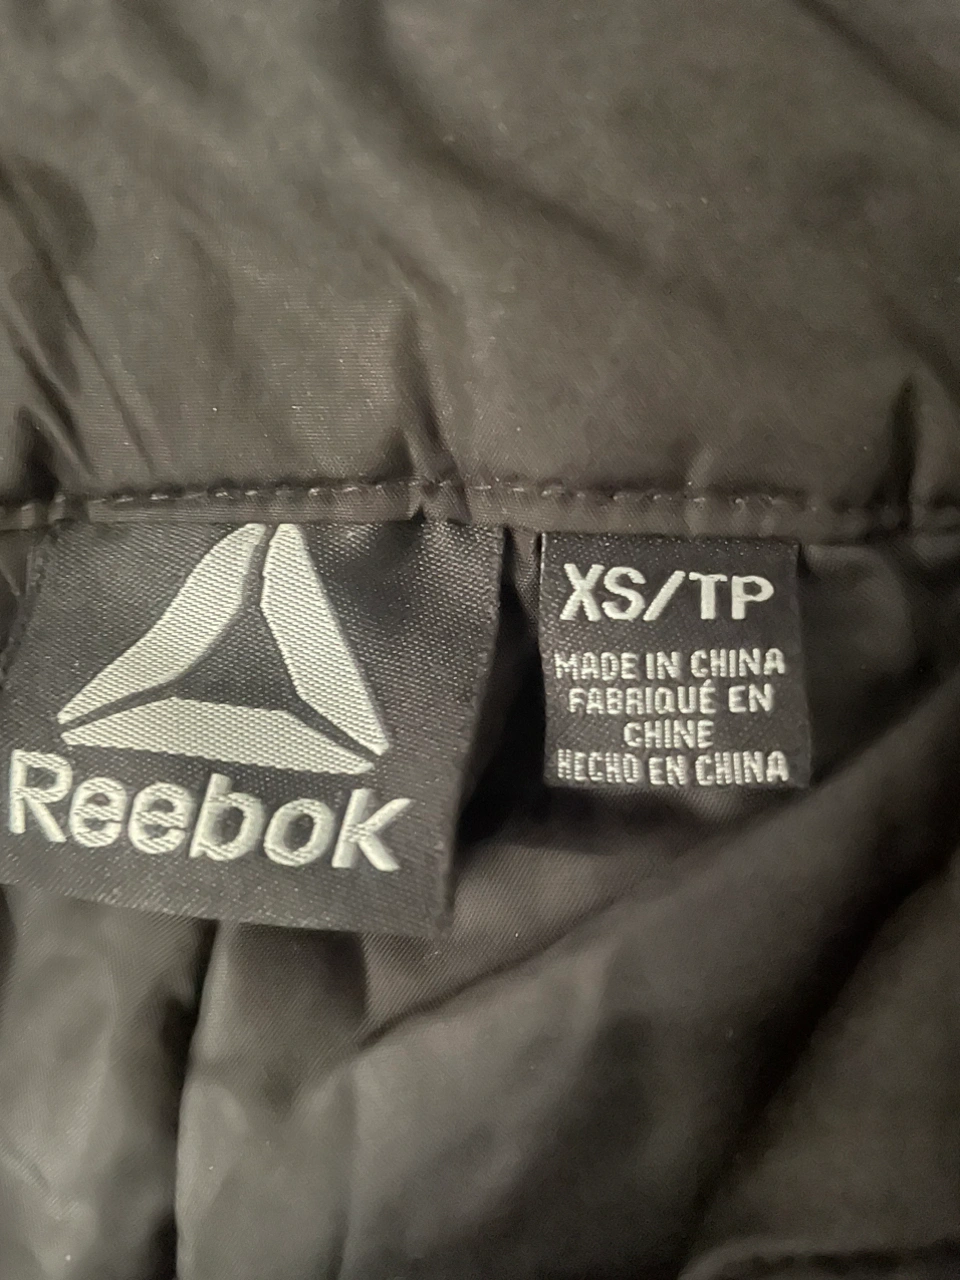 Reebok
XS/TP
MADE IN CHINA
FABRIQUÉ EN
CHINE
HECHO EN CHINA